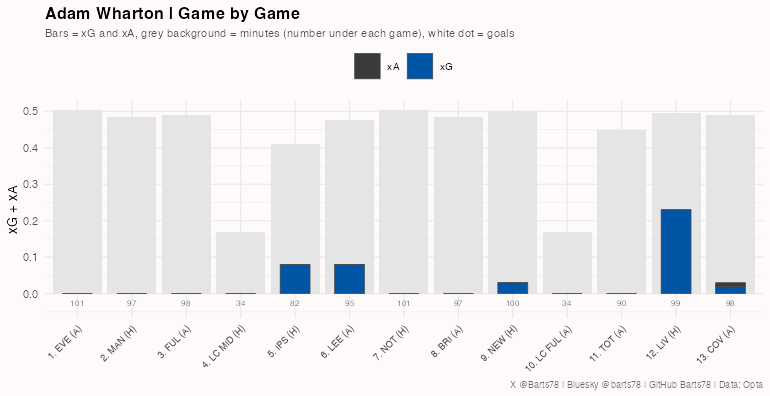 Adam Wharton | Game by Game
Bars = xG and xA, grey background = minutes (number under each game), white dot = goals
xA xG
xG + xA
0.5
0.4
0.3
0.2
0.1
0.0
101 97 98 34 82 95 101 97 100 34 90 99 98
1. EVE (A)
2. MAN (H)
3. FUL (A)
4. LC MID (H)
5. IPS (H)
6. LEE (A)
7. NOT (H)
8. BRI (A)
9. NEW (H)
10. LC FUL (A)
11. TOT (A)
12. LIV (H)
13. COV (A)
X @Barts78 | Bluesky @barts78 | GitHub Barts78 | Data: Opta